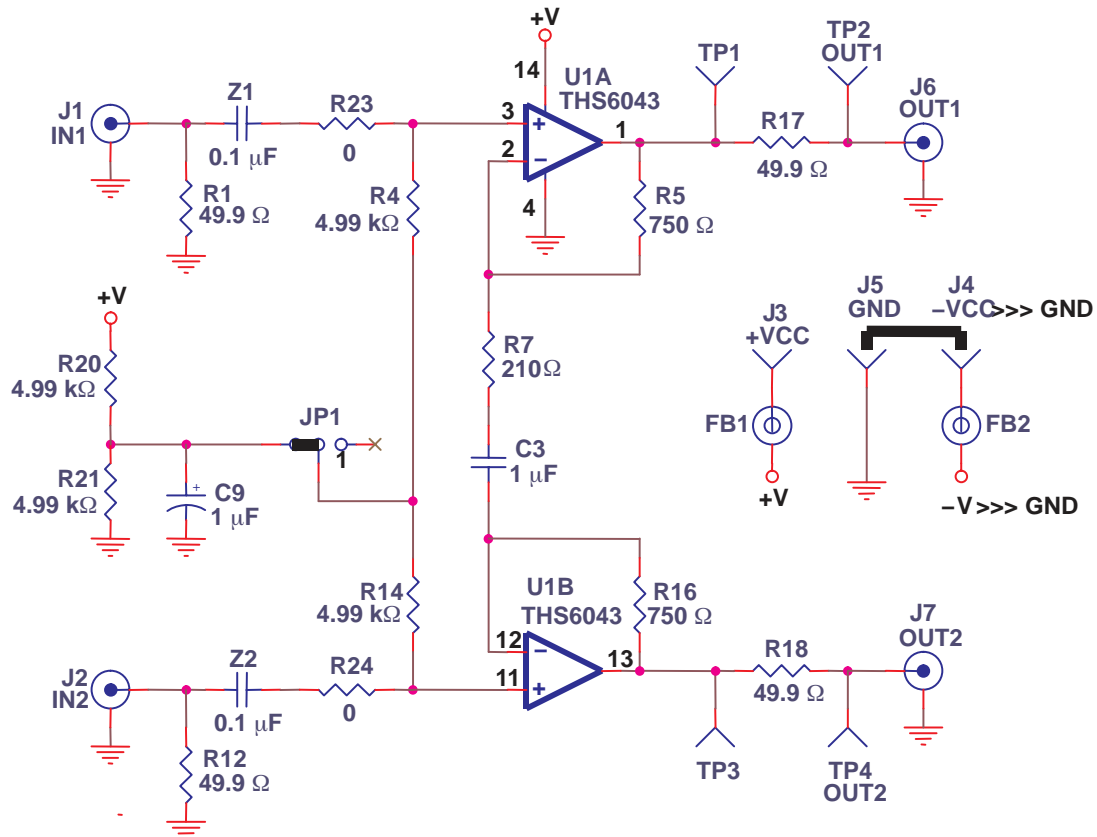 +V
14
U1A
THS6043
TP1
TP2
OUT1
J1
IN1
Z1
0.1 μF
R23
0
3
2
1
4
R17
49.9 Ω
J6
OUT1
R1
49.9 Ω
R4
4.99 kΩ
R5
750 Ω
+V
R20
4.99 kΩ
R21
4.99 kΩ
C9
1 μF
+
JP1
1
R7
210Ω
C3
1 μF
J3
+VCC
J5
GND
J4
–VCC>>> GND
FB1
FB2
+V
–V >>> GND
R14
4.99 kΩ
U1B
THS6043
R16
750 Ω
12
11
13
J2
IN2
Z2
0.1 μF
R24
0
R12
49.9 Ω
R18
49.9 Ω
J7
OUT2
TP3
TP4
OUT2